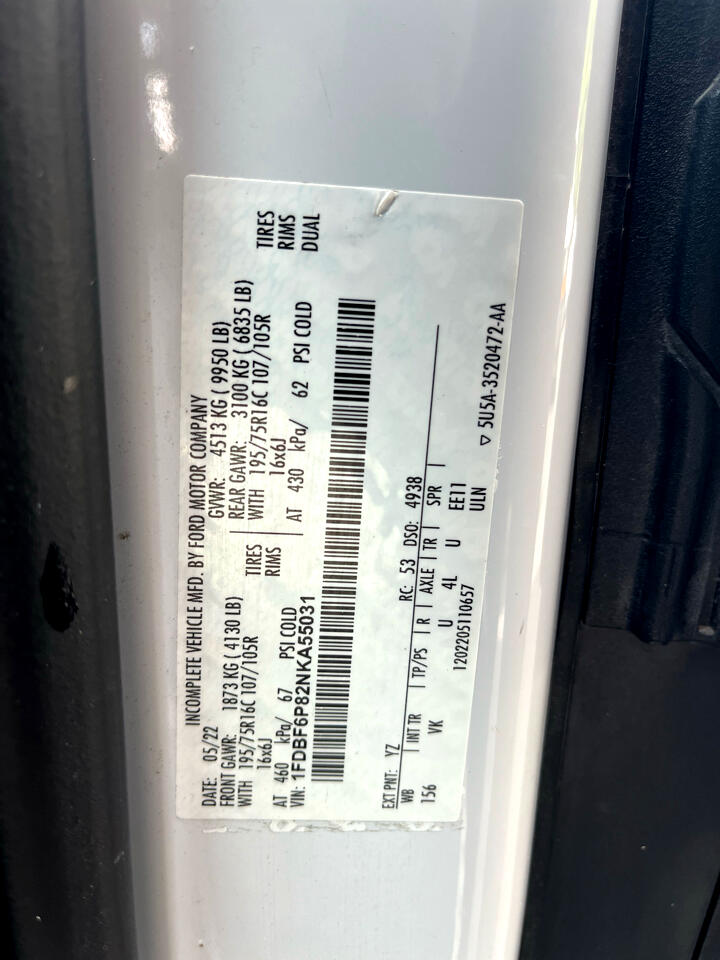 INCOMPLETE VEHICLE MFD. BY FORD MOTOR COMPANY
DATE: 05/22 GVWR: 4513 KG ( 9950 LB)
FRONT GAWR: 1873 KG ( 4130 LB) REAR GAWR: 3100 KG ( 6835 LB)
WITH 195/75R16C 107/105R TIRES WITH 195/75R16C 107/105R TIRES
16x6J RIMS 16x6J RIMS
AT 460 kPa/ 67 PSI COLD AT 430 kPa/ 62 PSI COLD DUAL
VIN: 1FDBF6P82NKA55031
EXT PNT: YZ RC: 53 DSO: 4938
WB INT TR TP/PS R AXLE TR SPR
156 VK U 4L U EE11
1202205110657 ULN
▽ 5U5A-3520472-AA